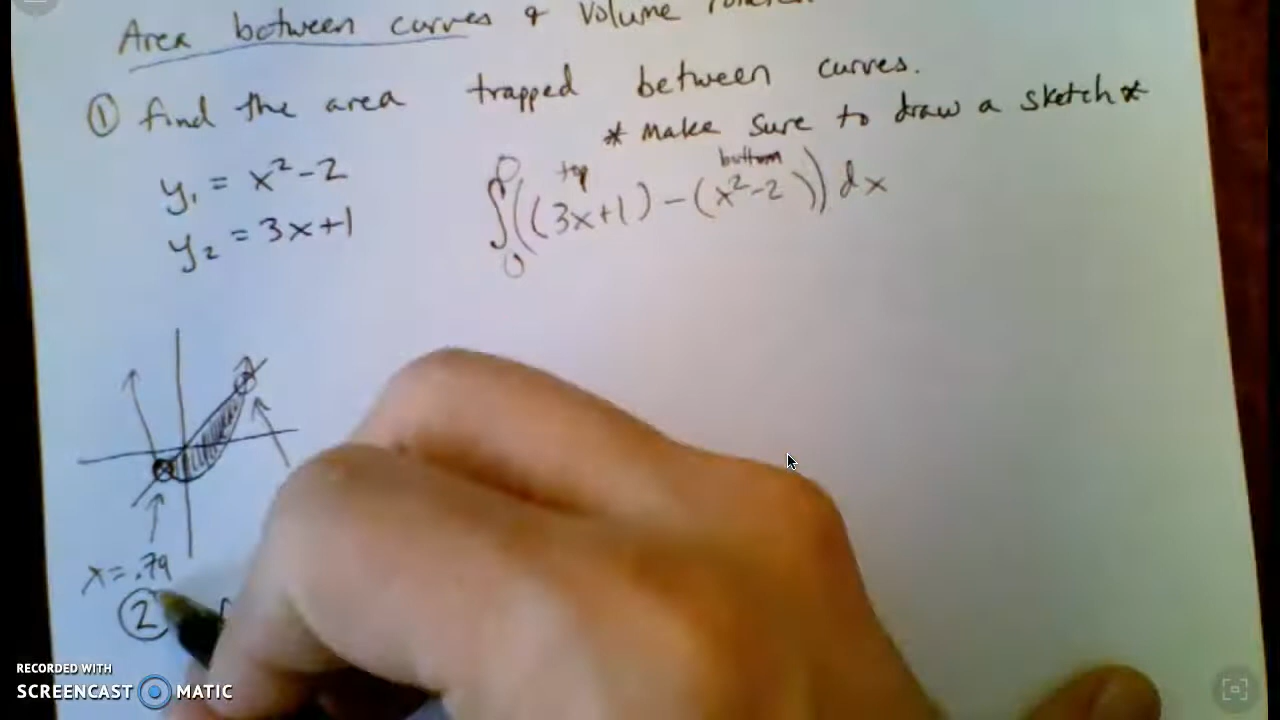 Area between curves & Volume
① find the area trapped between curves.
* Make sure to draw a sketch *
y₁ = x² - 2
y₂ = 3x+1
top
bottom
∫((3x+1) - (x²-2)) dx
x = .79
②
RECORDED WITH
SCREENCAST MATIC